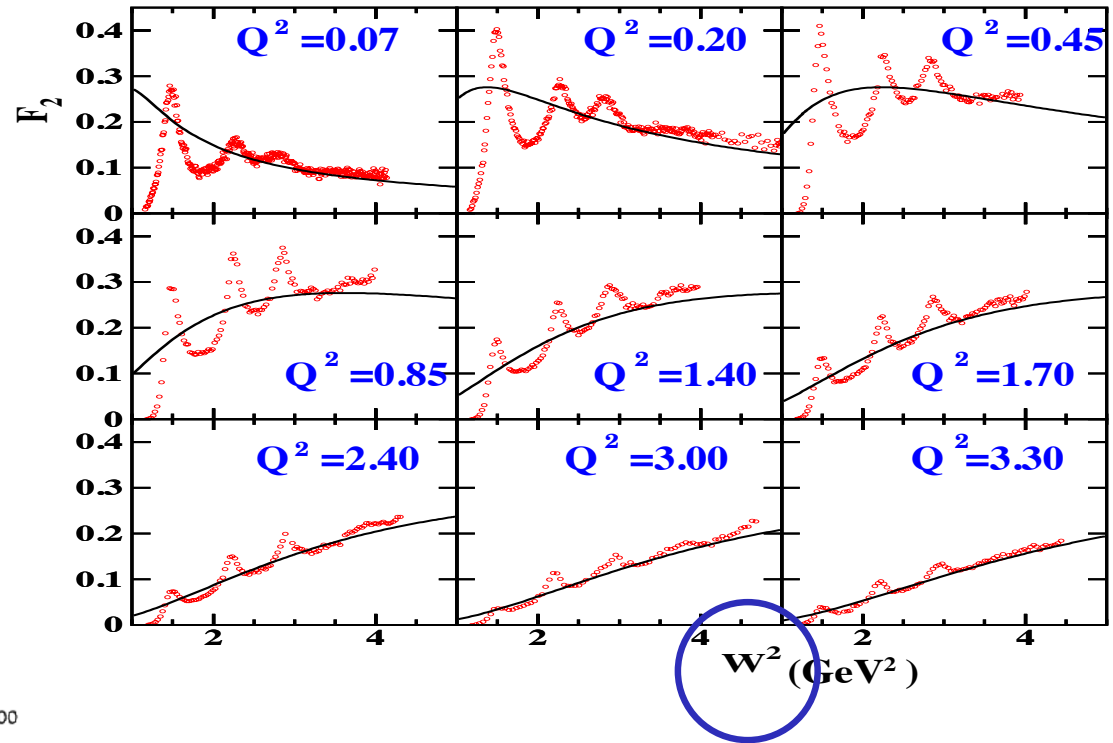 0.4
0.3
0.2
0.1
0
F₂
Q² =0.07
Q² =0.20
Q² =0.45
0.4
0.3
0.2
0.1
0
Q² =0.85
Q² =1.40
Q² =1.70
0.4
0.3
0.2
0.1
0
Q² =2.40
Q² =3.00
Q² =3.30
2 4 2 4 2 4
W² (GeV² )
00